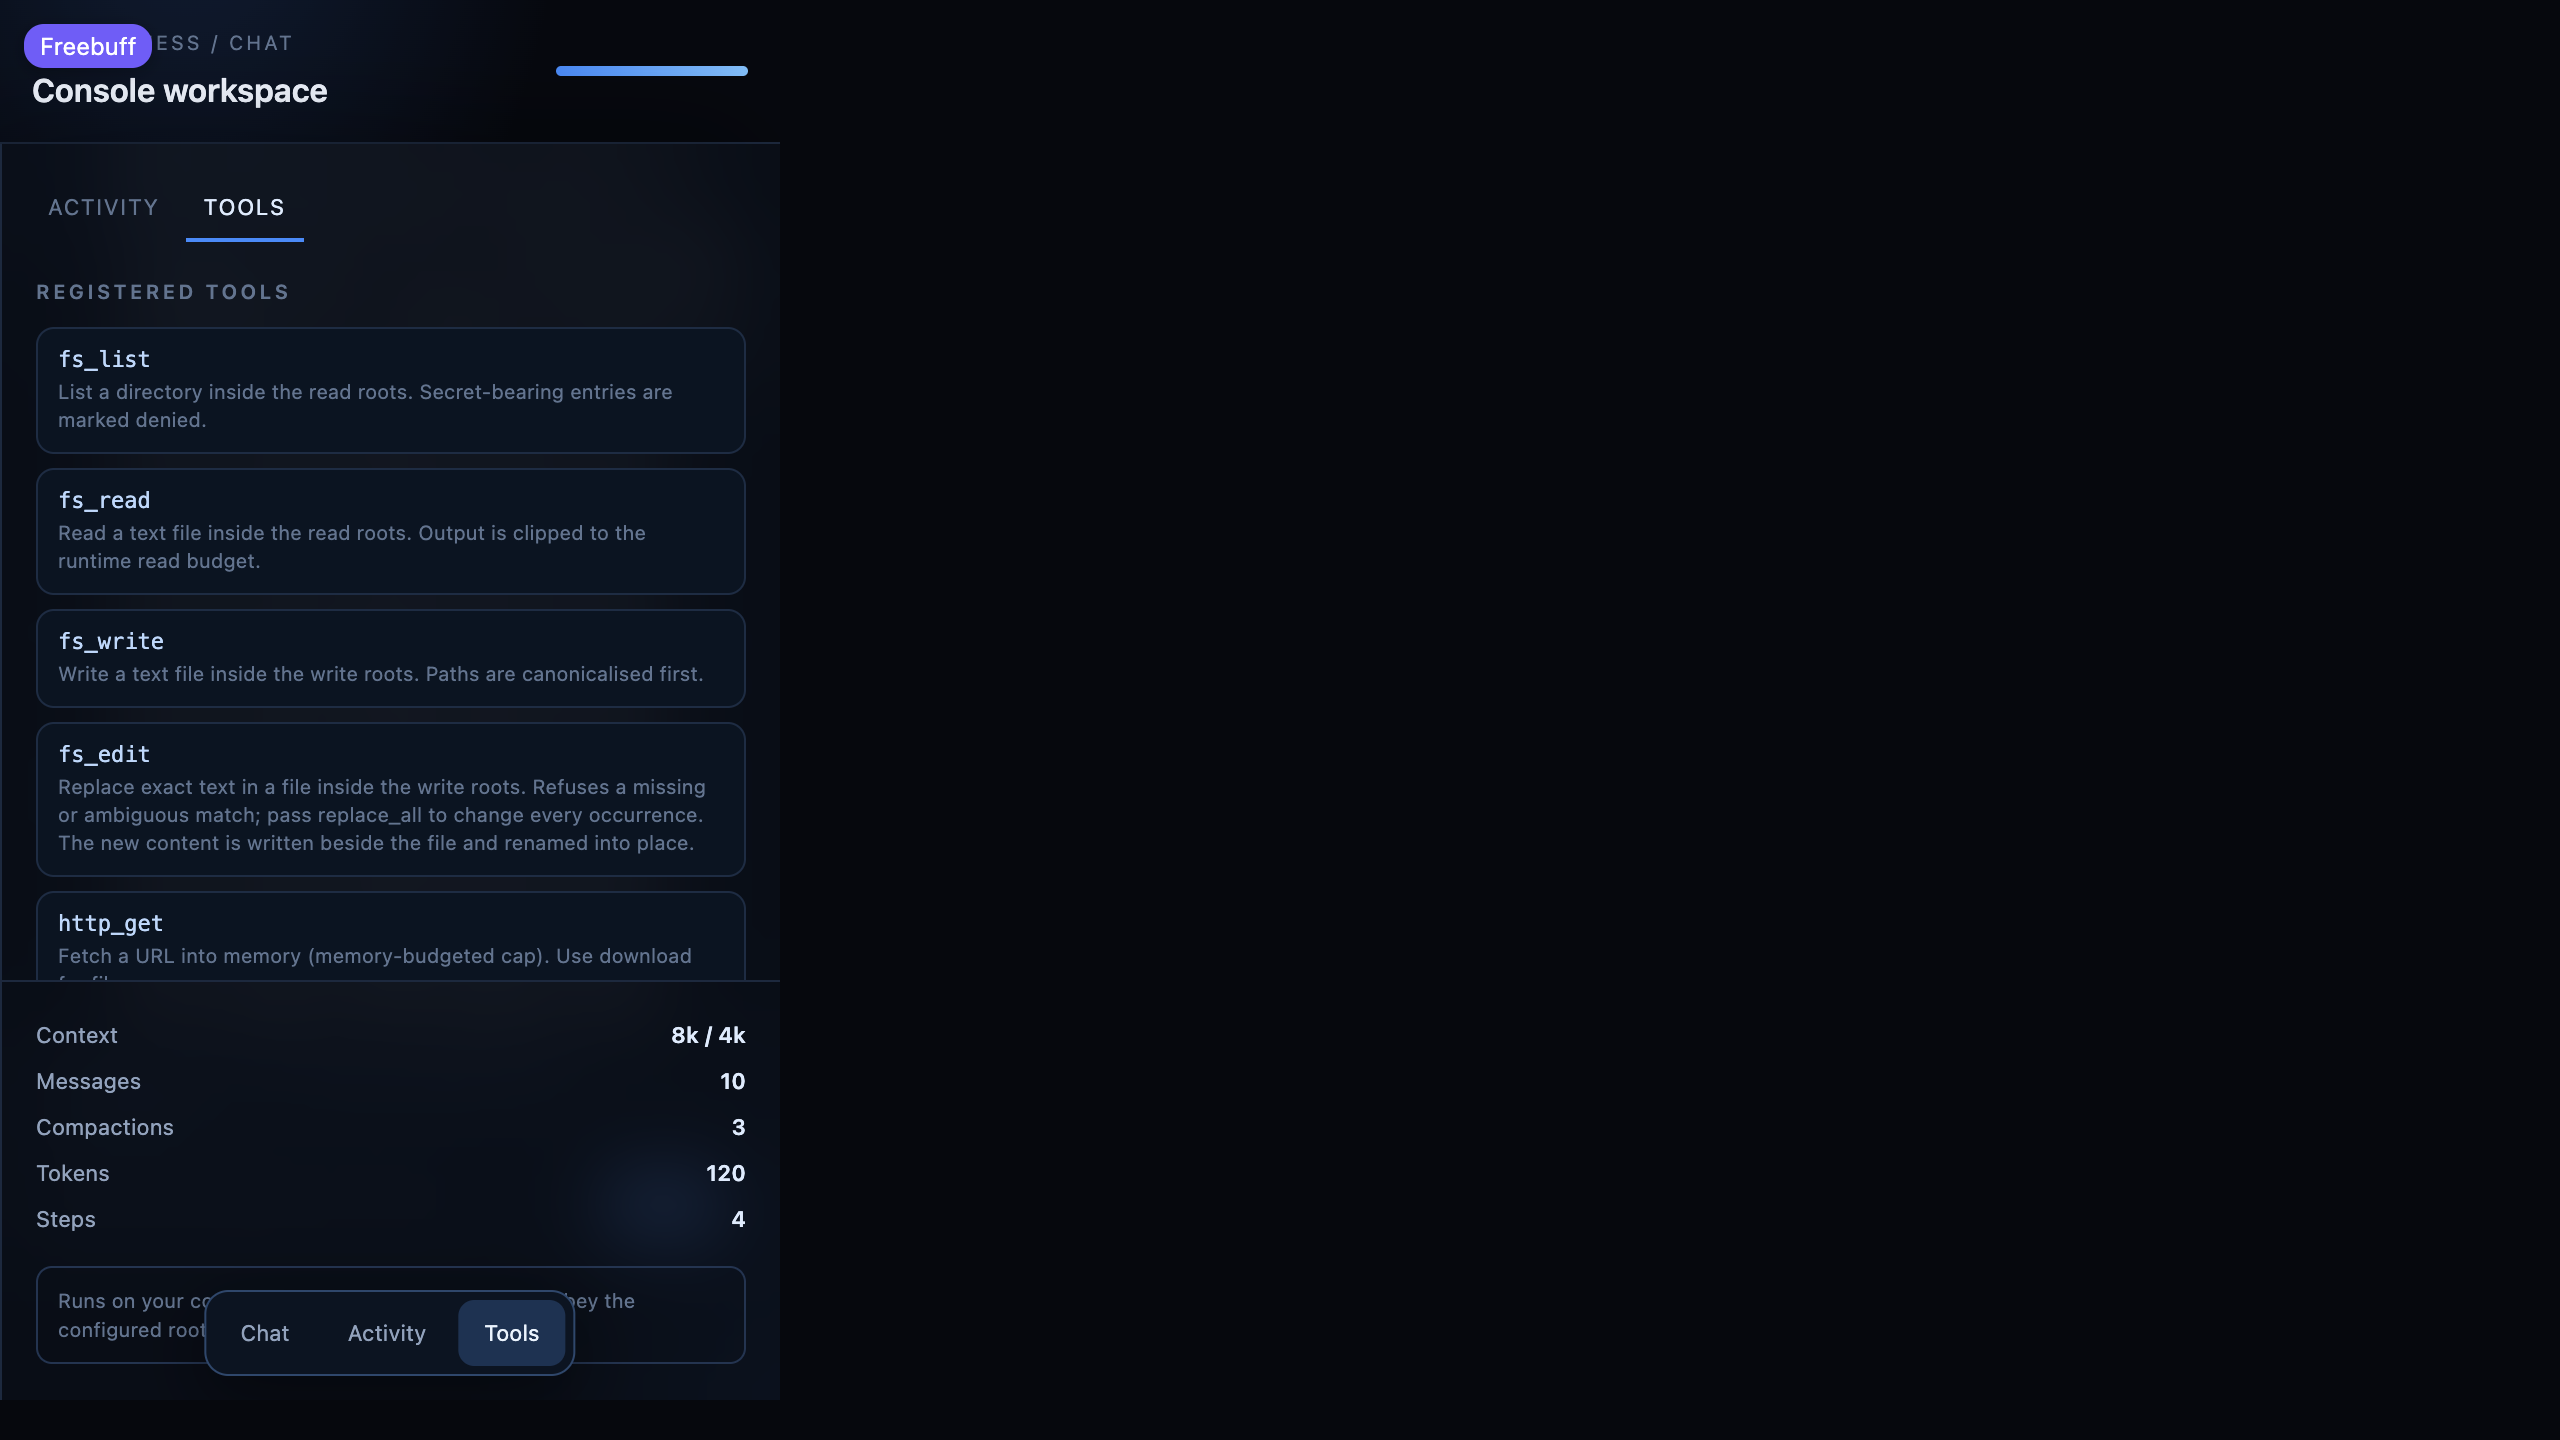 Freebuff
ESS / CHAT
Console workspace
ACTIVITY TOOLS
REGISTERED TOOLS
fs_list
List a directory inside the read roots. Secret-bearing entries are
marked denied.
fs_read
Read a text file inside the read roots. Output is clipped to the
runtime read budget.
fs_write
Write a text file inside the write roots. Paths are canonicalised first.
fs_edit
Replace exact text in a file inside the write roots. Refuses a missing
or ambiguous match; pass replace_all to change every occurrence.
The new content is written beside the file and renamed into place.
http_get
Fetch a URL into memory (memory-budgeted cap). Use download
Context 8k / 4k
Messages 10
Compactions 3
Tokens 120
Steps 4
Runs on your the
configured
Chat Activity Tools